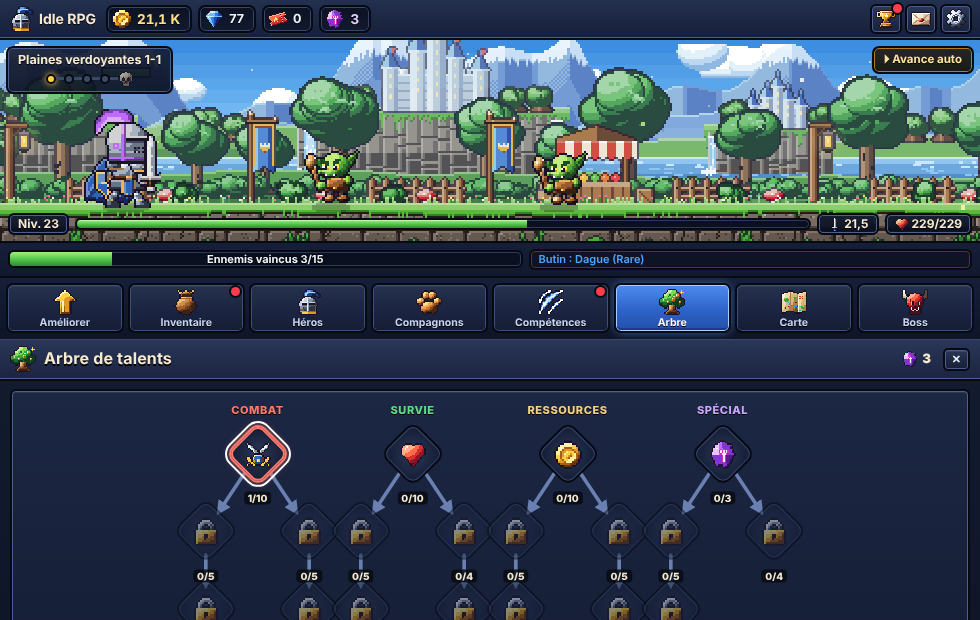 Idle RPG
21,1 K
77
0
3
Plaines verdoyantes 1-1
Avance auto
Niv. 23
21,5
229/229
Ennemis vaincus 3/15
Butin : Dague (Rare)
Améliorer
Inventaire
Héros
Compagnons
Compétences
Arbre
Carte
Boss
Arbre de talents
3
COMBAT
SURVIE
RESSOURCES
SPÉCIAL
1/10
0/10
0/10
0/3
0/5
0/5
0/5
0/4
0/5
0/5
0/5
0/4